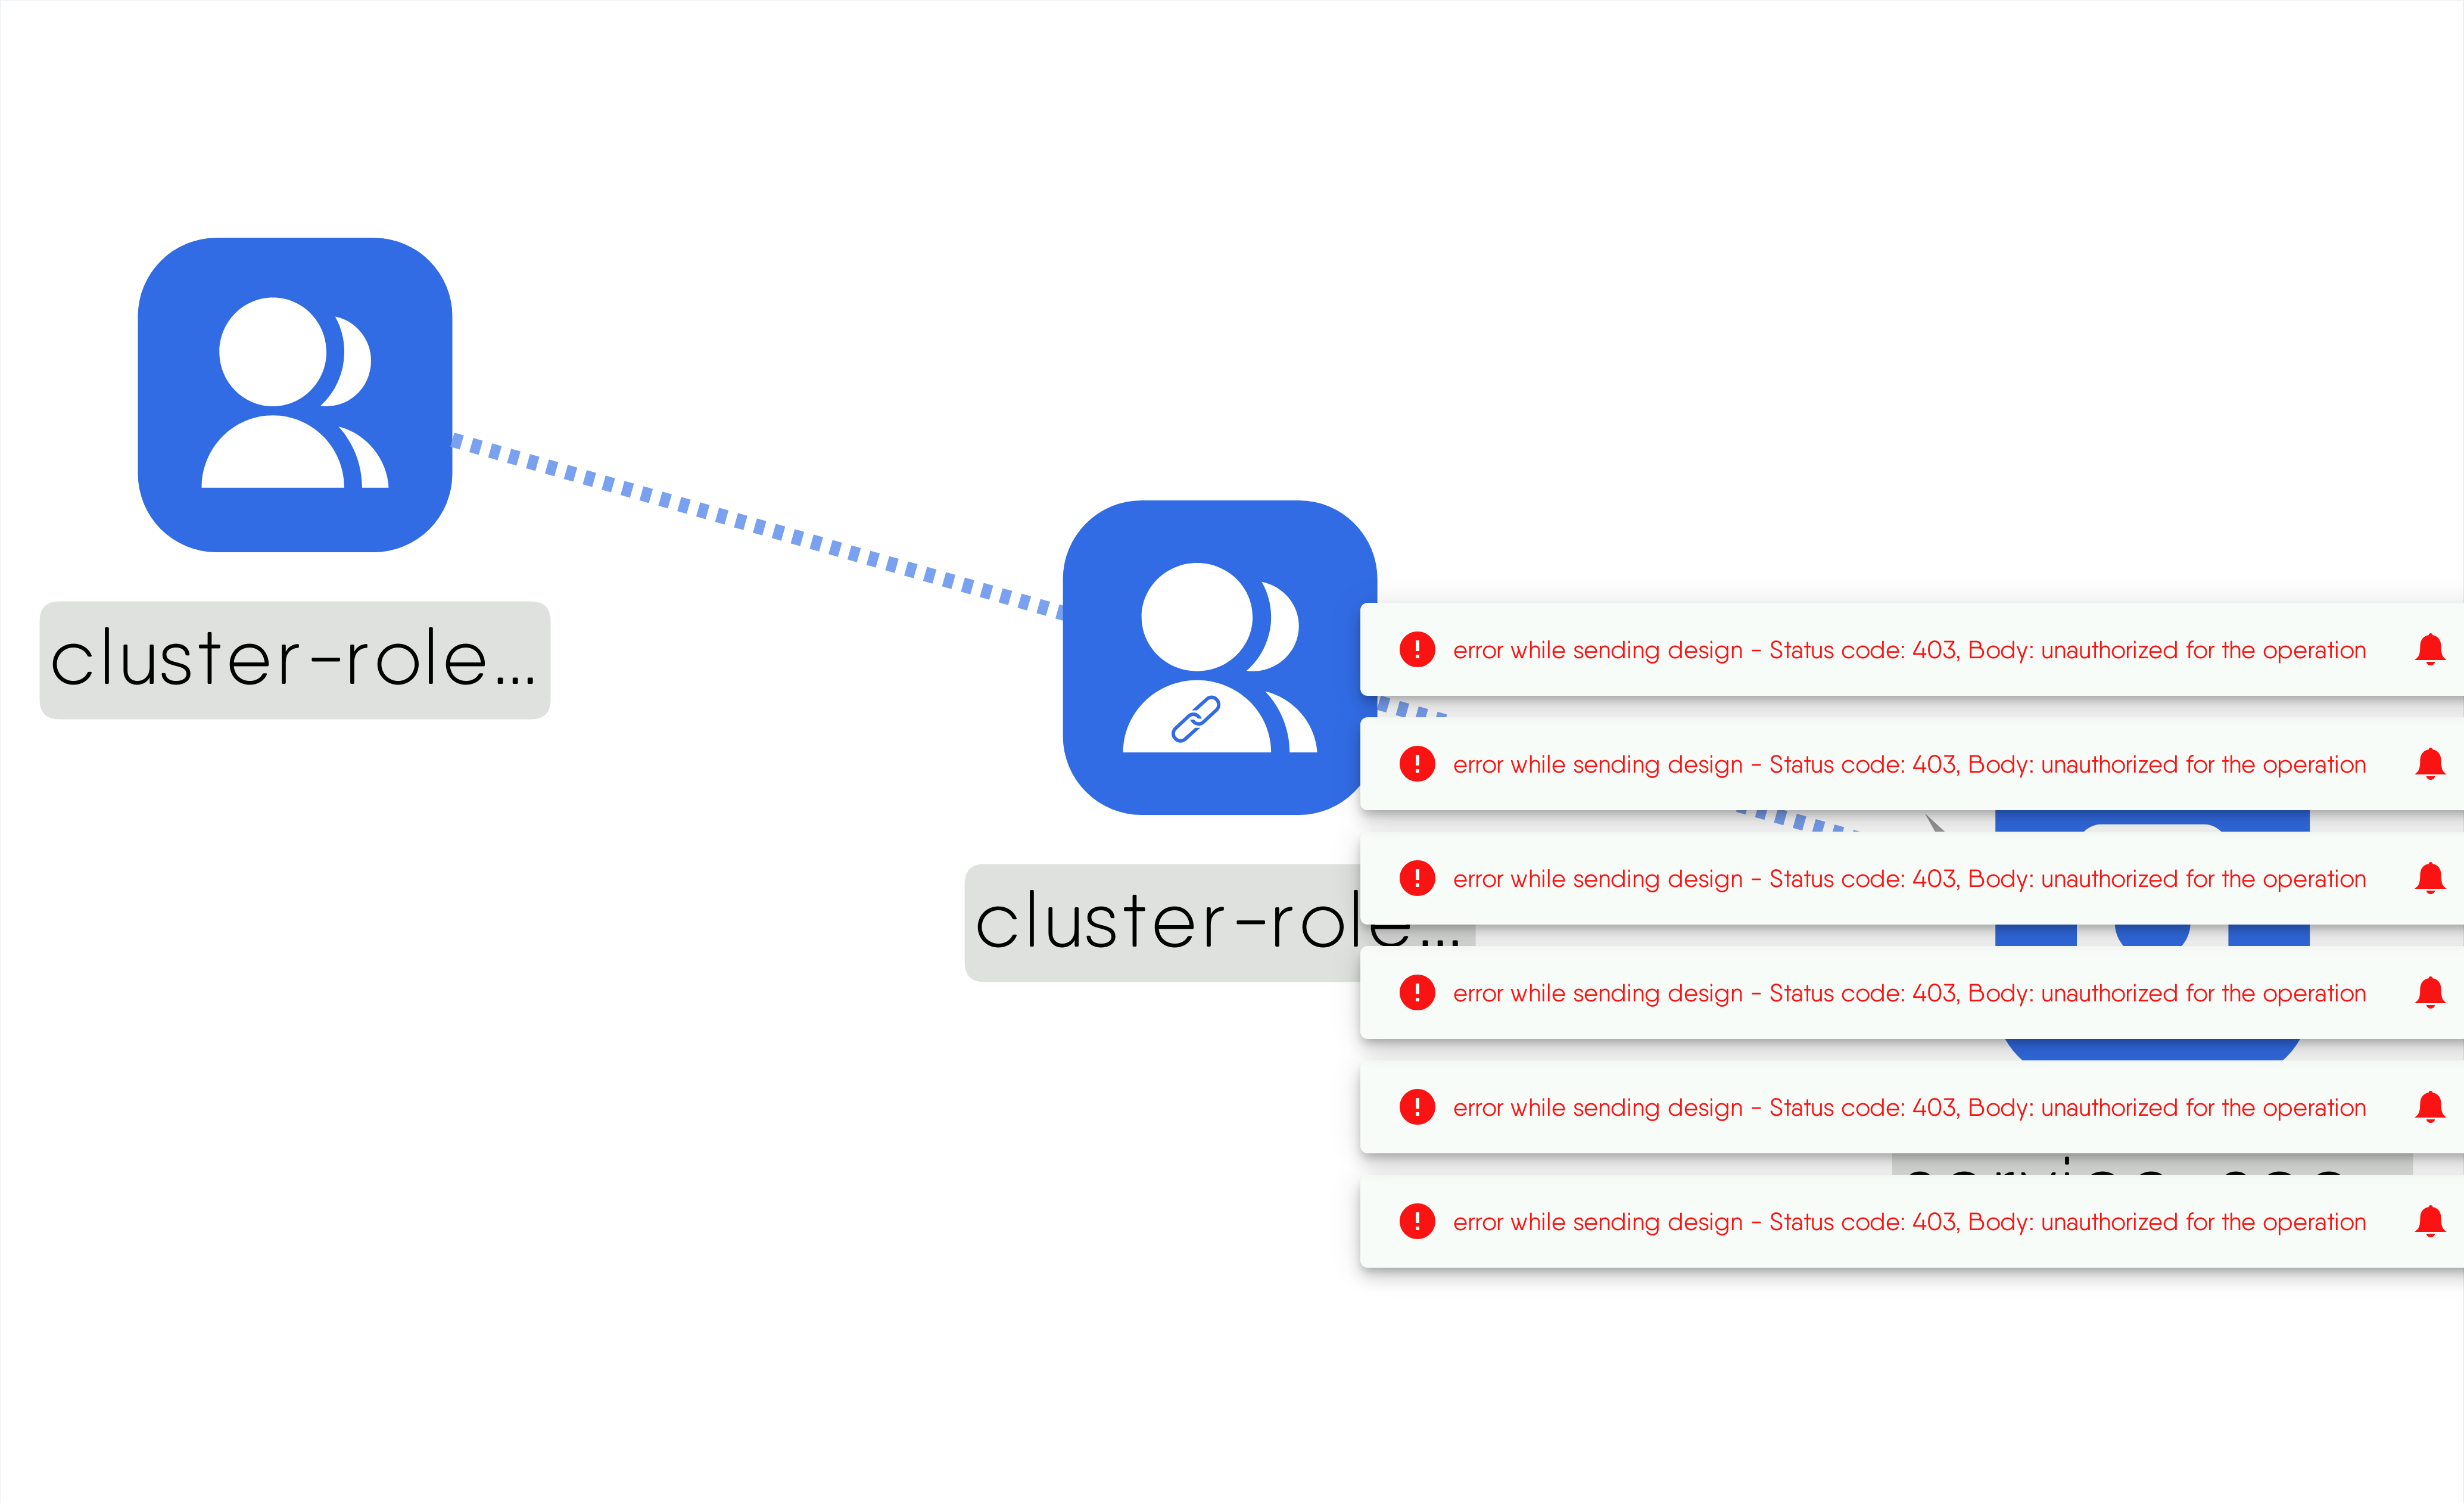 cluster-role...
cluster-role...
error while sending design - Status code: 403, Body: unauthorized for the operation
error while sending design - Status code: 403, Body: unauthorized for the operation
error while sending design - Status code: 403, Body: unauthorized for the operation
error while sending design - Status code: 403, Body: unauthorized for the operation
error while sending design - Status code: 403, Body: unauthorized for the operation
error while sending design - Status code: 403, Body: unauthorized for the operation